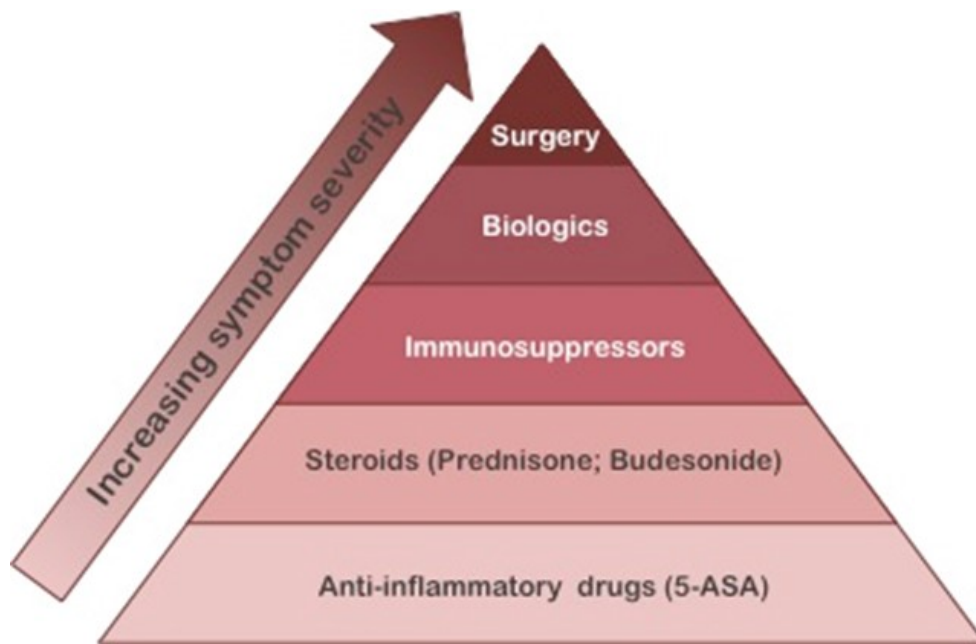 Increasing symptom severity
Surgery
Biologics
Immunosuppressors
Steroids (Prednisone; Budesonide)
Anti-inflammatory drugs (5-ASA)